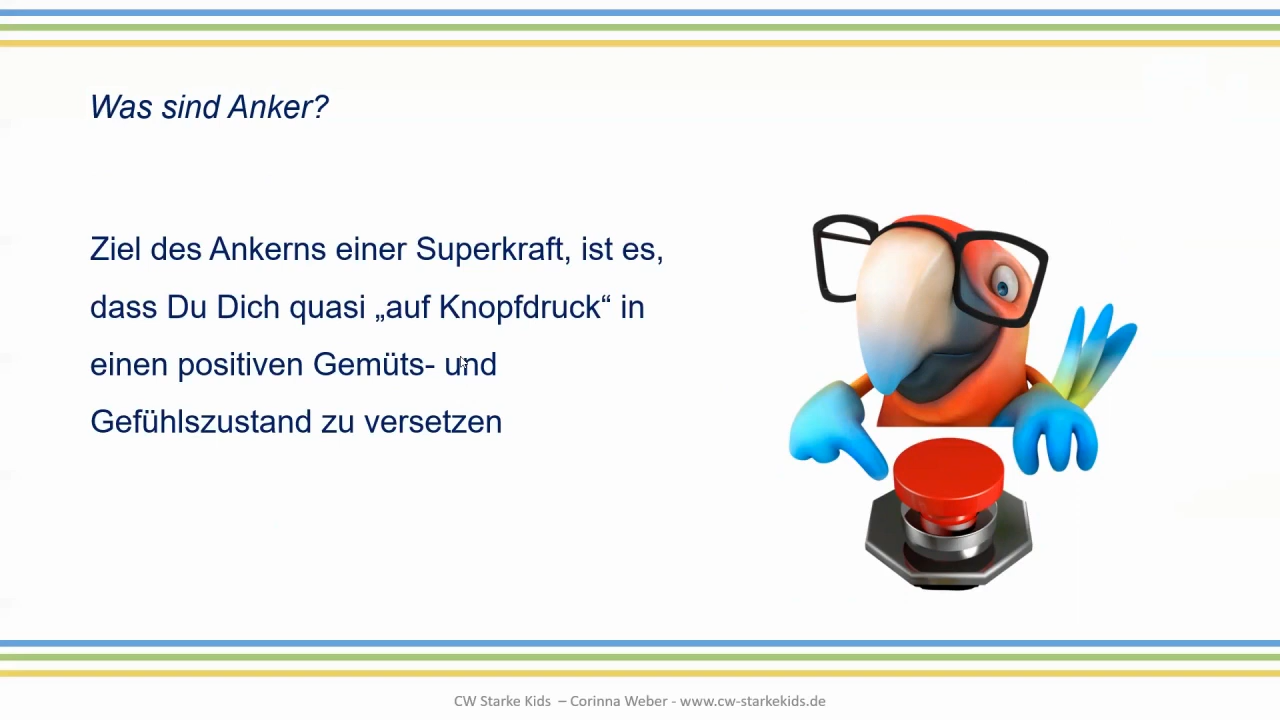 Was sind Anker?
Ziel des Ankerns einer Superkraft, ist es,
dass Du Dich quasi „auf Knopfdruck“ in
einen positiven Gemüts- und
Gefühlszustand zu versetzen
CW Starke Kids – Corinna Weber - www.cw-starkekids.de